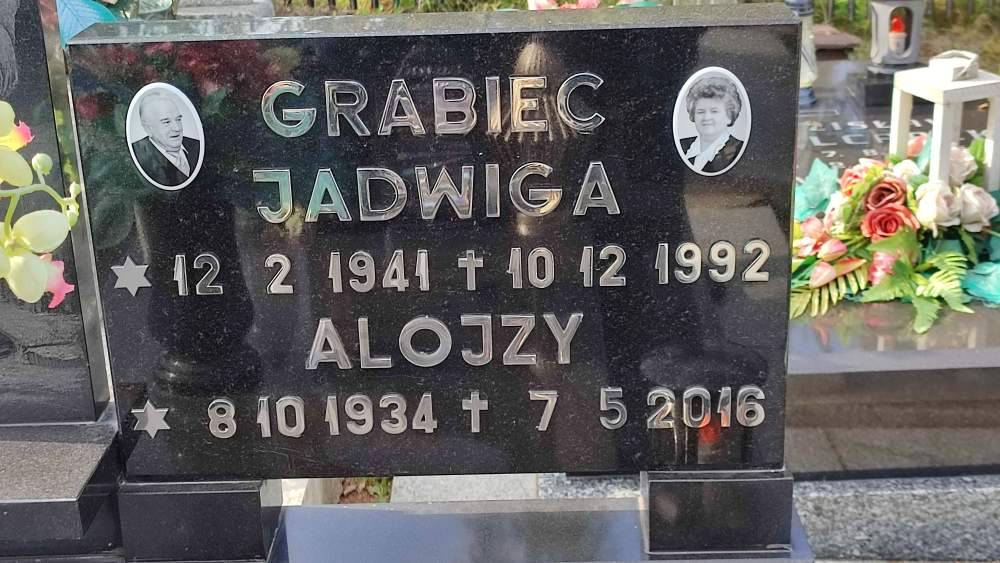 GRABIEC
JADWIGA
12 2 1941 † 10 12 1992
ALOJZY
8 10 1934 † 7 5 2016